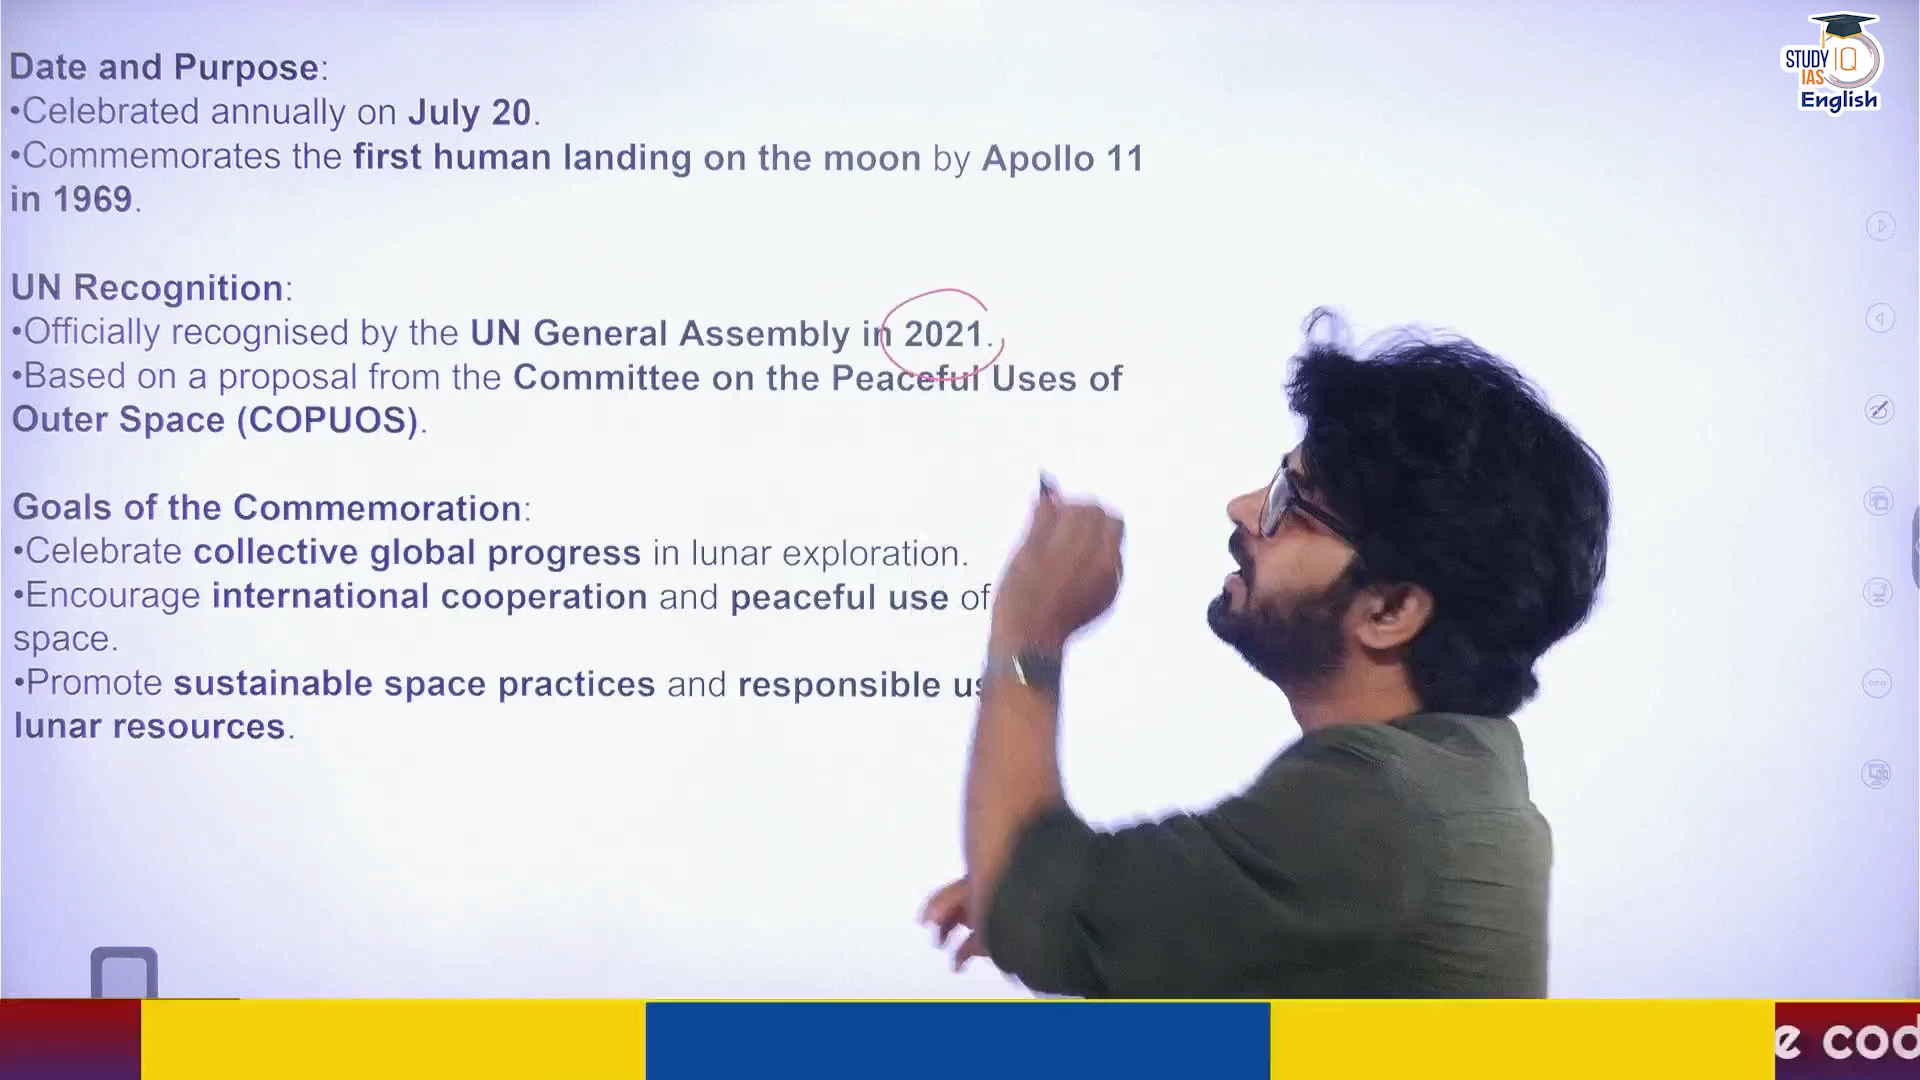 Date and Purpose:
•Celebrated annually on July 20.
•Commemorates the first human landing on the moon by Apollo 11
in 1969.
UN Recognition:
•Officially recognised by the UN General Assembly in 2021.
•Based on a proposal from the Committee on the Peaceful Uses of
Outer Space (COPUOS).
Goals of the Commemoration:
•Celebrate collective global progress in lunar exploration.
•Encourage international cooperation and peaceful use of
space.
•Promote sustainable space practices and responsible
lunar resources.
STUDY IQ
IAS
English